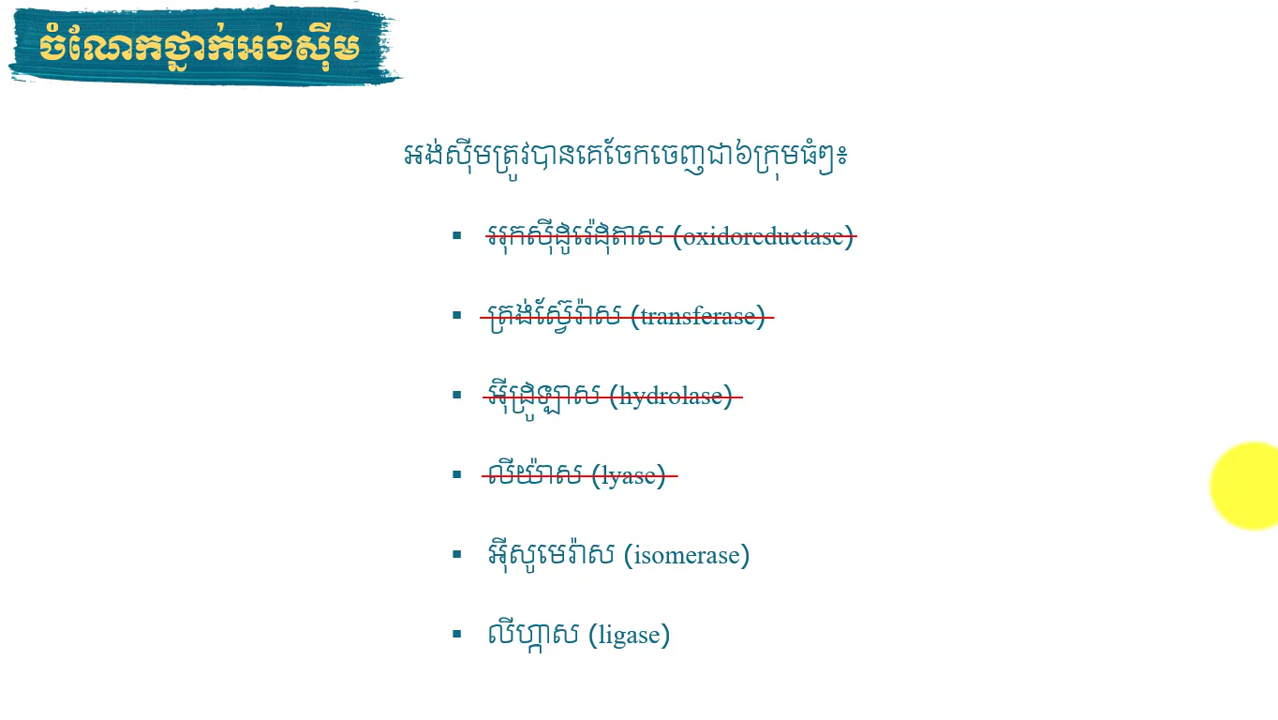 ចំណែកថ្នាក់អង់ស៊ីម
អង់ស៊ីមត្រូវបានគេចែកចេញជា៦ក្រុមធំៗ៖
▪ អុកស៊ីដូរ៉េដុតាស (oxidoreductase)
▪ ត្រង់ស្វ៊ែរ៉ាស (transferase)
▪ អ៊ីដ្រូឡាស (hydrolase)
▪ លីយ៉ាស (lyase)
▪ អ៊ីសូមេរ៉ាស (isomerase)
▪ លីហ្គាស (ligase)